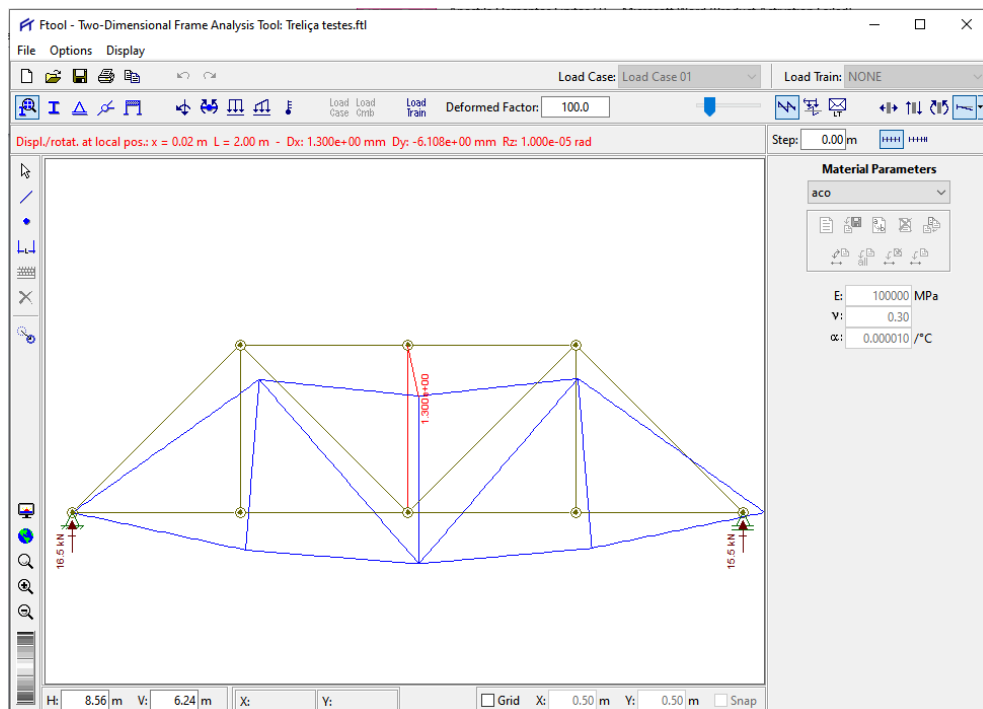 Ftool - Two-Dimensional Frame Analysis Tool: Treliça testes.ftl
File Options Display
Load Case: Load Case 01 Load Train: NONE
Load Case Load Cmb Load Train Deformed Factor: 100.0 LT
Displ./rotat. at local pos.: x = 0.02 m L = 2.00 m - Dx: 1.300e+00 mm Dy: -6.108e+00 mm Rz: 1.000e-05 rad Step: 0.00 m
Material Parameters
aco
all
E: 100000 MPa
ν: 0.30
α: 0.000010 /°C
1.300e+00
16.5 kN
15.5 kN
H: 8.56 m V: 6.24 m X: Y: Grid X: 0.50 m Y: 0.50 m Snap